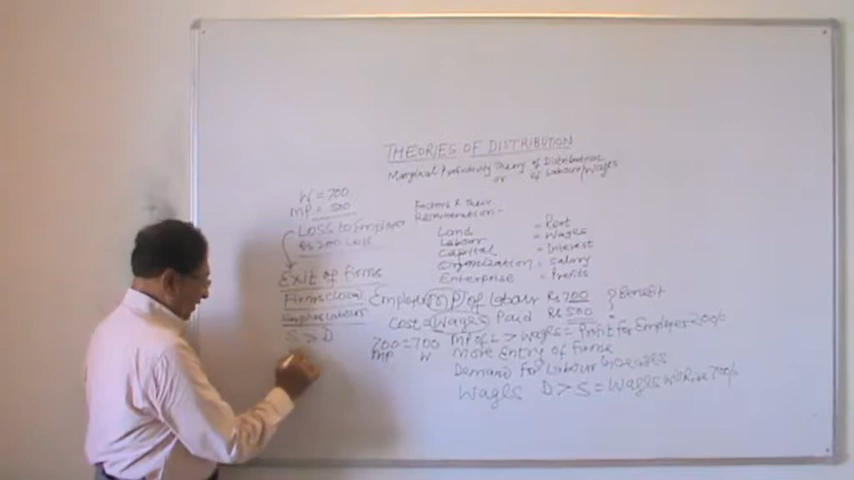 THEORIES OF DISTRIBUTION
Marginal Productivity Theory of Distribution
or of Labour/Wages
W = 700
MP = 500
Loss to Employer
Rs 200 Loss
Exit of firms
Firms close
Surplus Labour
S > D
Factors & their
Remuneration-
Land = Rent
Labour = Wages
Capital = Interest
Organization = Salary
Enterprise = Profits
Employer MP of Labour Rs 700 Benefit
Cost = Wages Paid Rs 500
700 = 700 MP of L > Wages = Profit for Employer 200/-
MP W More Entry of firms
Demand for Labour increases
Wages D > S = Wages will rise 700/-